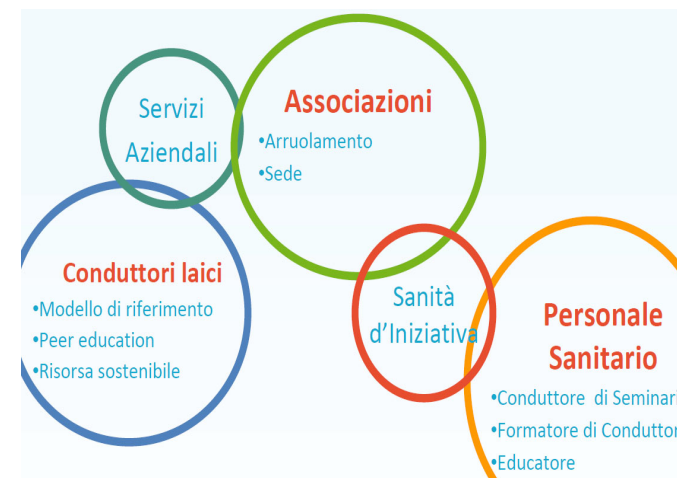 Servizi
Aziendali
Associazioni
•Arruolamento
•Sede
Conduttori laici
•Modello di riferimento
•Peer education
•Risorsa sostenibile
Sanità
d’Iniziativa
Personale
Sanitario
•Conduttore di Seminari
•Formatore di Conduttor
•Educatore